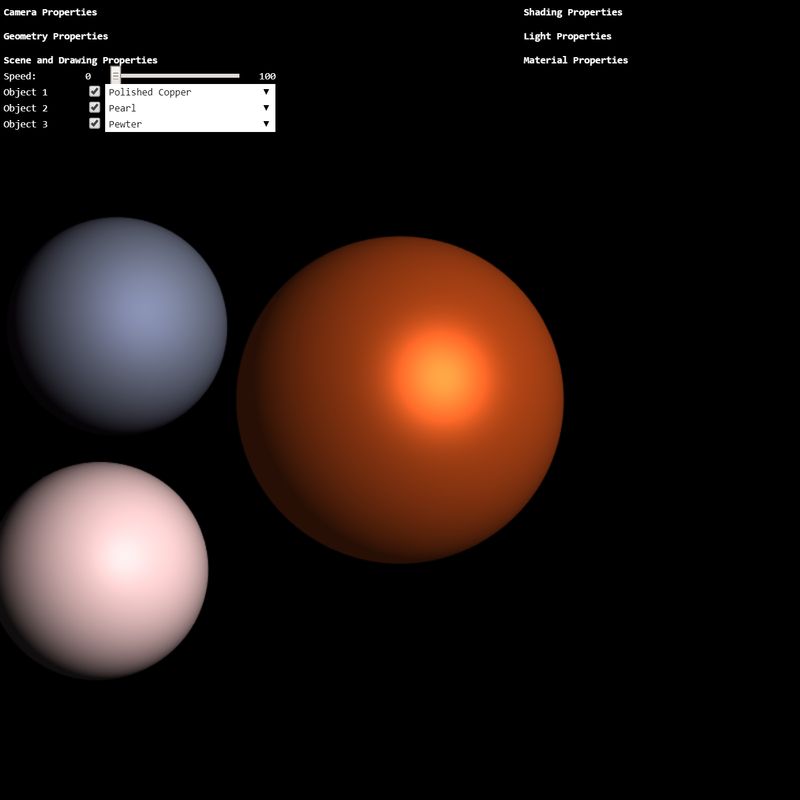 Camera Properties
Geometry Properties
Scene and Drawing Properties
Speed: 0 100
Object 1 Polished Copper
Object 2 Pearl
Object 3 Pewter
Shading Properties
Light Properties
Material Properties